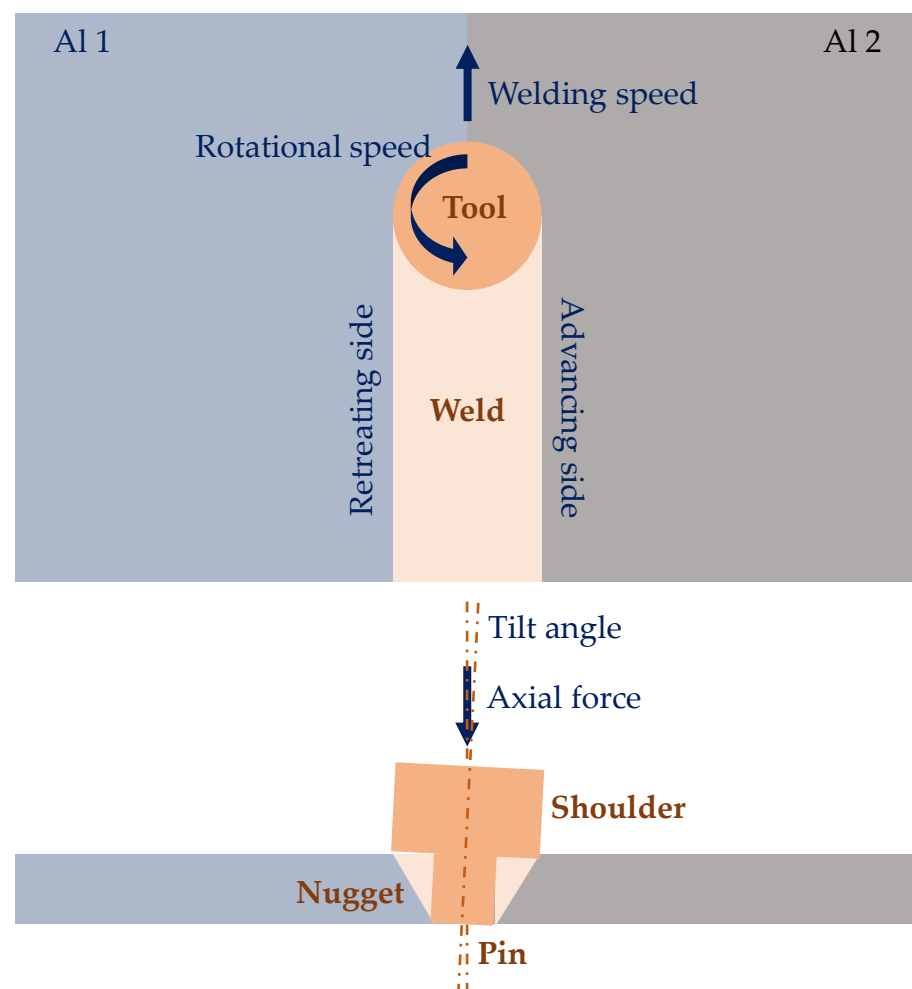 Al 1
Al 2
Welding speed
Rotational speed
Tool
Retreating side
Advancing side
Weld
Tilt angle
Axial force
Shoulder
Nugget
Pin